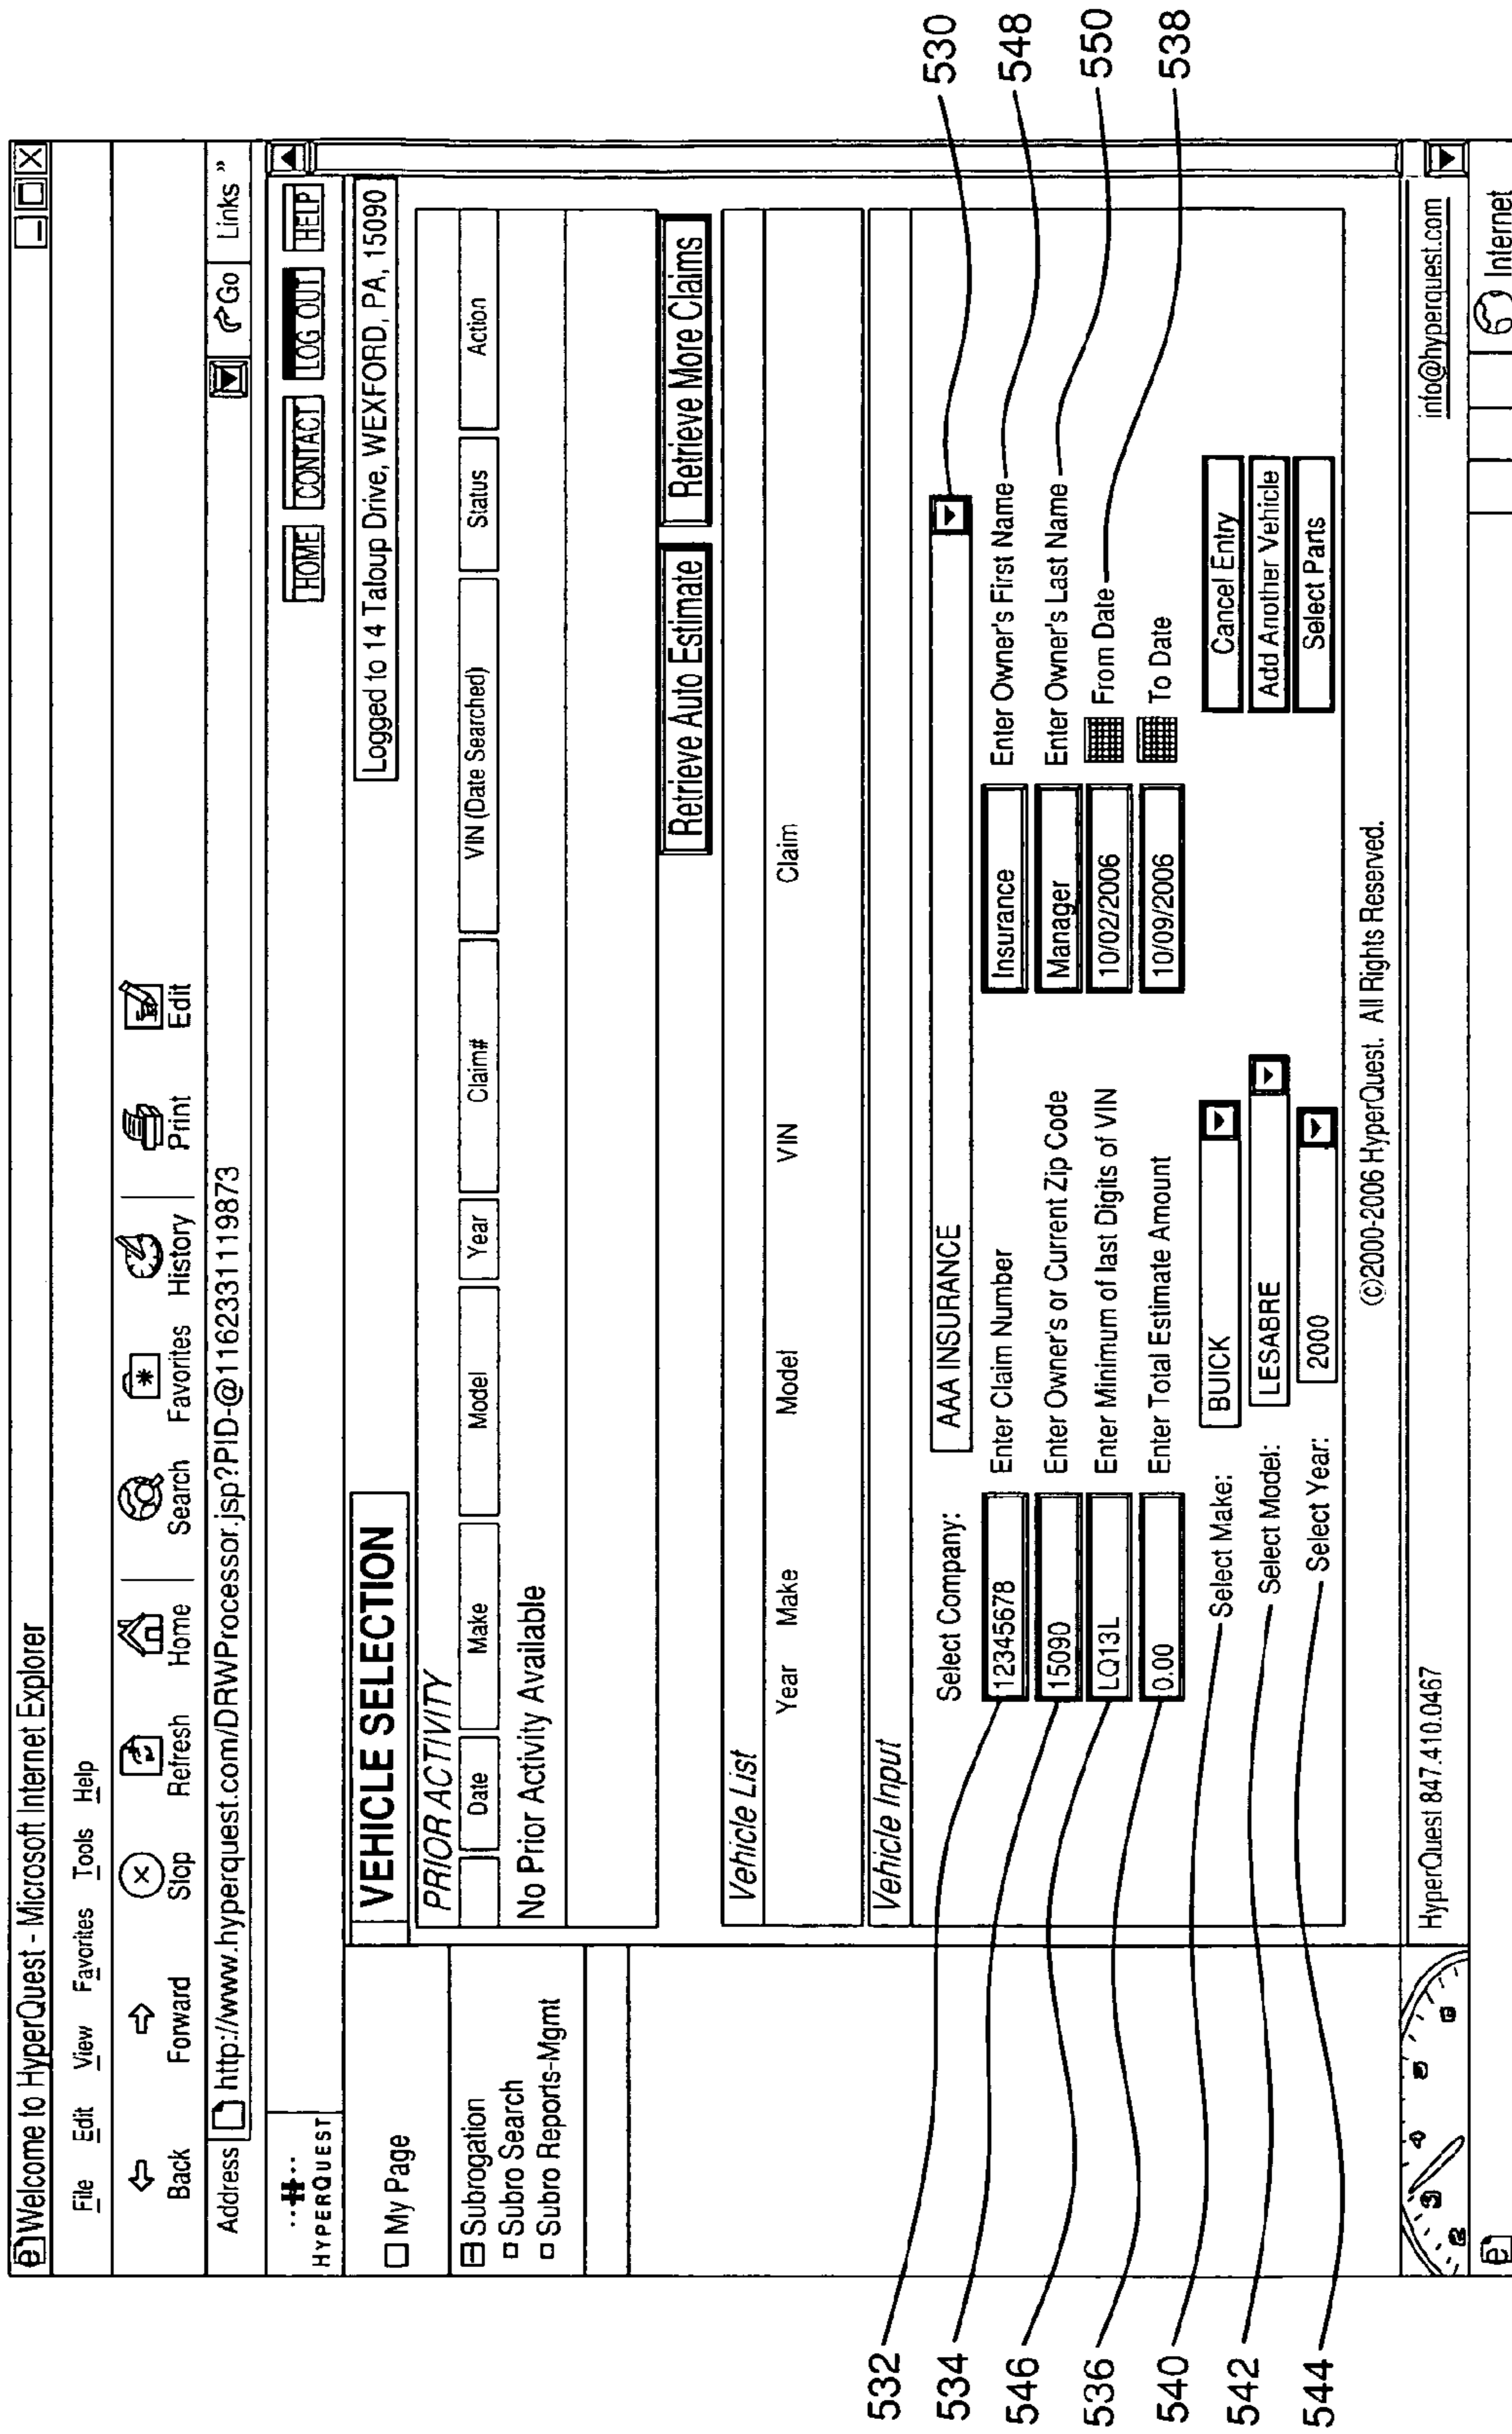 Welcome to HyperQuest - Microsoft Internet Explorer
File Edit View Favorites Tools Help
Back Forward Stop Refresh Home Search Favorites History Print Edit
Address http://www.hyperquest.com/DRWProcessor.jsp?PID-@1162331119873 Go Links »
HYPERQUEST
HOME CONTACT LOG OUT HELP
My Page
Subrogation
Subro Search
Subro Reports-Mgmt
VEHICLE SELECTION
Logged to 14 Taloup Drive, WEXFORD, PA, 15090
PRIOR ACTIVITY
Date Make Model Year Claim# VIN (Date Searched) Status Action
No Prior Activity Available
Retrieve Auto Estimate Retrieve More Claims
Vehicle List
Year Make Model VIN Claim
Vehicle Input
Select Company: AAA INSURANCE 530
532 12345678 Enter Claim Number Insurance Enter Owner's First Name 548
534 15090 Enter Owner's or Current Zip Code Manager Enter Owner's Last Name 550
546 LQ13L Enter Minimum of last Digits of VIN 10/02/2006 From Date 538
536 0.00 Enter Total Estimate Amount 10/09/2006 To Date
540 Select Make: BUICK Cancel Entry
542 Select Model: LESABRE Add Another Vehicle
544 Select Year: 2000 Select Parts
(c)2000-2006 HyperQuest. All Rights Reserved.
HyperQuest 847.410.0467 info@hyperquest.com
2 3 4 5 6
Internet